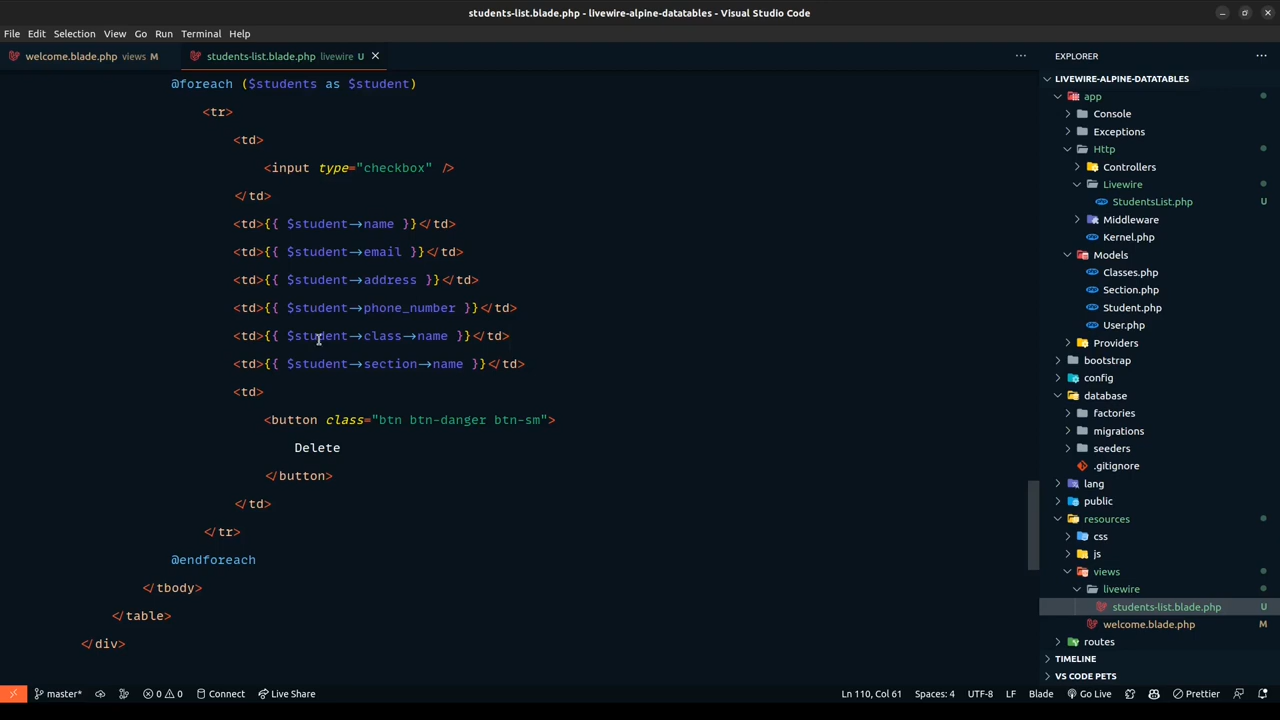 students-list.blade.php - livewire-alpine-datatables - Visual Studio Code
File Edit Selection View Go Run Terminal Help
welcome.blade.php views M
students-list.blade.php livewire U
@foreach ($students as $student)
<tr>
<td>
<input type="checkbox" />
</td>
<td>{{ $student->name }}</td>
<td>{{ $student->email }}</td>
<td>{{ $student->address }}</td>
<td>{{ $student->phone_number }}</td>
<td>{{ $student->class->name }}</td>
<td>{{ $student->section->name }}</td>
<td>
<button class="btn btn-danger btn-sm">
Delete
</button>
</td>
</tr>
@endforeach
</tbody>
</table>
</div>
EXPLORER
LIVEWIRE-ALPINE-DATATABLES
app
Console
Exceptions
Http
Controllers
Livewire
StudentsList.php U
Middleware
Kernel.php
Models
Classes.php
Section.php
Student.php
User.php
Providers
bootstrap
config
database
factories
migrations
seeders
.gitignore
lang
public
resources
css
js
views
livewire
students-list.blade.php U
welcome.blade.php M
routes
TIMELINE
VS CODE PETS
master* 0 0 Connect Live Share Ln 110, Col 61 Spaces: 4 UTF-8 LF Blade Go Live Prettier